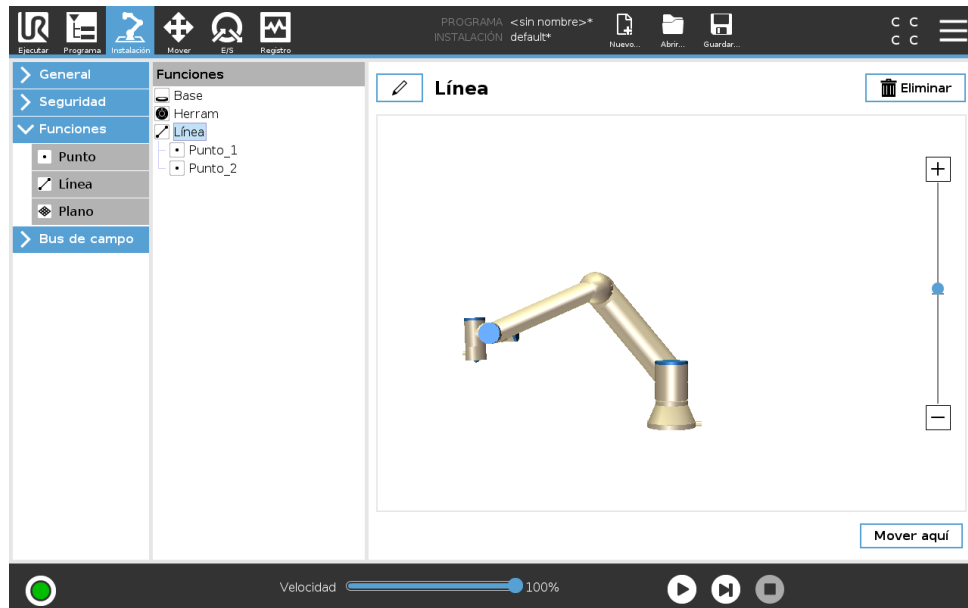 UR
Ejecutar
Programa
Instalación
Mover
E/S
Registro
PROGRAMA <sin nombre>*
INSTALACIÓN default*
Nuevo...
Abrir...
Guardar...
C C
C C
General
Seguridad
Funciones
Punto
Línea
Plano
Bus de campo
Funciones
Base
Herram
Línea
Punto_1
Punto_2
Línea
Eliminar
Mover aquí
Velocidad
100%